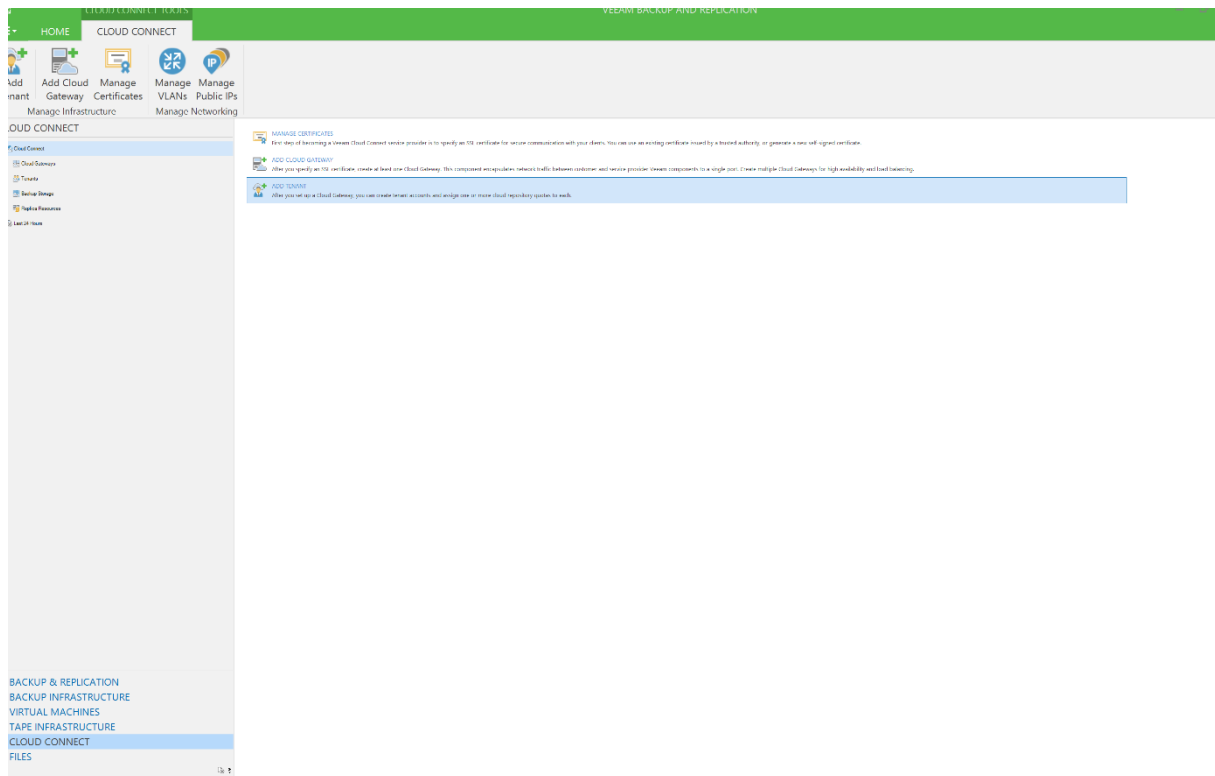 CLOUD CONNECT TOOLS
VEEAM BACKUP AND REPLICATION
HOME
CLOUD CONNECT
Add
nant
Add Cloud
Gateway
Manage
Certificates
Manage
VLANs
Manage
Public IPs
Manage Infrastructure
Manage Networking
LOUD CONNECT
Cloud Connect
Cloud Gateways
Tenants
Backup Storage
Replica Resources
Last 24 Hours
MANAGE CERTIFICATES
First step of becoming a Veeam Cloud Connect service provider is to specify an SSL certificate for secure communication with your clients. You can use an existing certificate issued by a trusted authority, or generate a new self-signed certificate.
ADD CLOUD GATEWAY
After you specify an SSL certificate, create at least one Cloud Gateway. This component encapsulates network traffic between customer and service provider Veeam components to a single port. Create multiple Cloud Gateways for high availability and load balancing.
ADD TENANT
After you set up a Cloud Gateway, you can create tenant accounts and assign one or more cloud repository quotas to each.
BACKUP & REPLICATION
BACKUP INFRASTRUCTURE
VIRTUAL MACHINES
TAPE INFRASTRUCTURE
CLOUD CONNECT
FILES